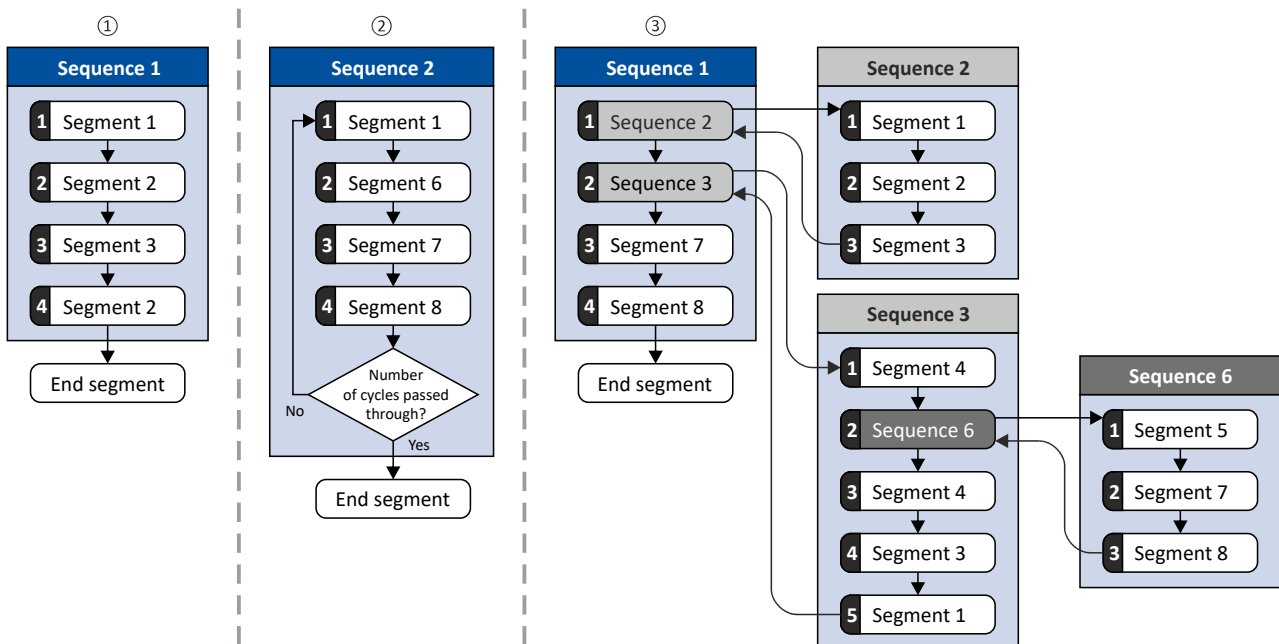 ①
Sequence 1
1 Segment 1
2 Segment 2
3 Segment 3
4 Segment 2
End segment
②
Sequence 2
1 Segment 1
2 Segment 6
3 Segment 7
4 Segment 8
Number
of cycles passed
through?
No
Yes
End segment
③
Sequence 1
1 Sequence 2
2 Sequence 3
3 Segment 7
4 Segment 8
End segment
Sequence 2
1 Segment 1
2 Segment 2
3 Segment 3
Sequence 3
1 Segment 4
2 Sequence 6
3 Segment 4
4 Segment 3
5 Segment 1
Sequence 6
1 Segment 5
2 Segment 7
3 Segment 8